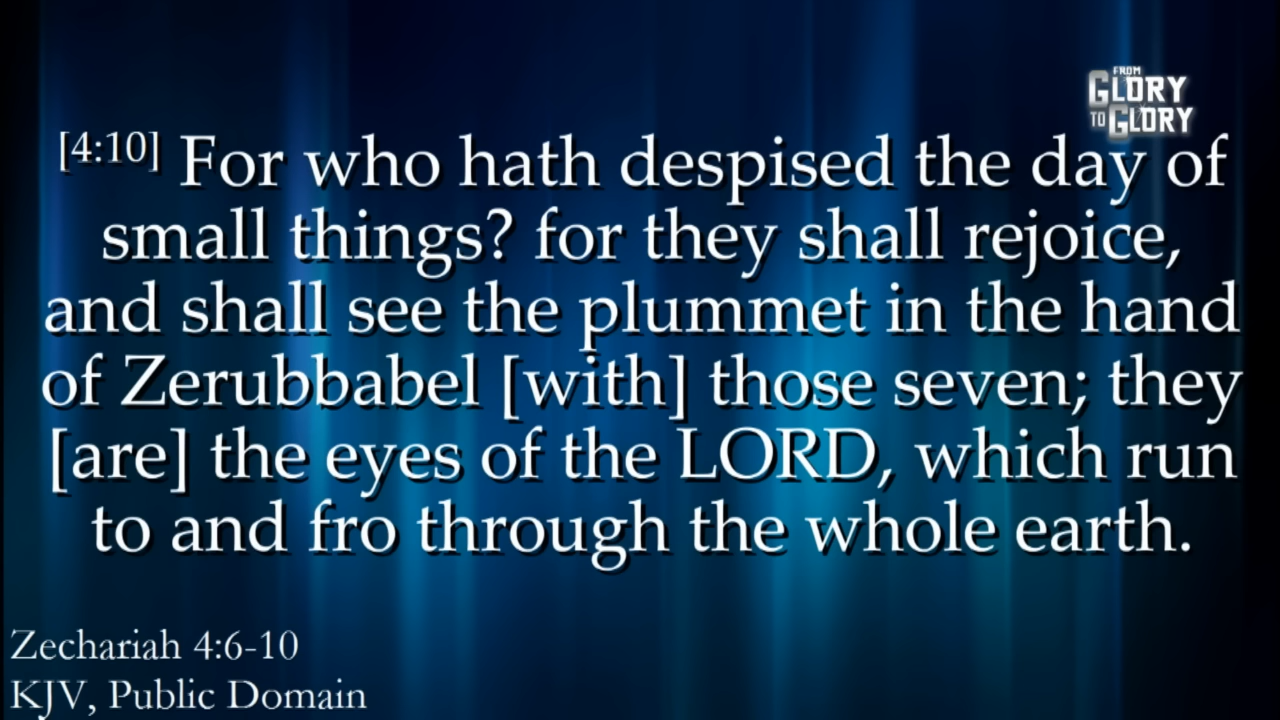 FROM
GLORY
TO GLORY
[4:10] For who hath despised the day of
small things? for they shall rejoice,
and shall see the plummet in the hand
of Zerubbabel [with] those seven; they
[are] the eyes of the LORD, which run
to and fro through the whole earth.
Zechariah 4:6-10
KJV, Public Domain